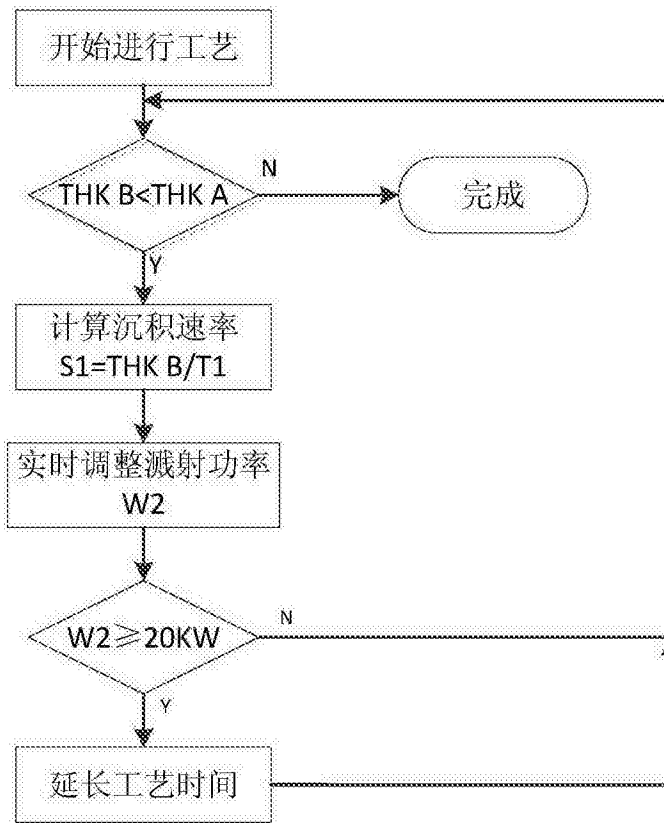 开始进行工艺
THK B<THK A
N
完成
Y
计算沉积速率
S1=THK B/T1
实时调整溅射功率
W2
W2≥20KW
N
Y
延长工艺时间